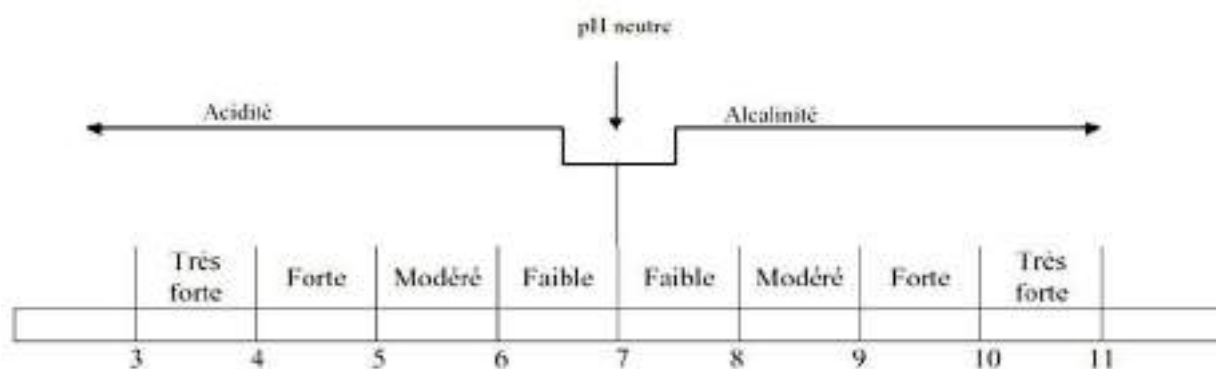 pH neutre
Acidité
Alcalinité
Très
forte
Forte
Modéré
Faible
Faible
Modéré
Forte
Très
forte
3 4 5 6 7 8 9 10 11